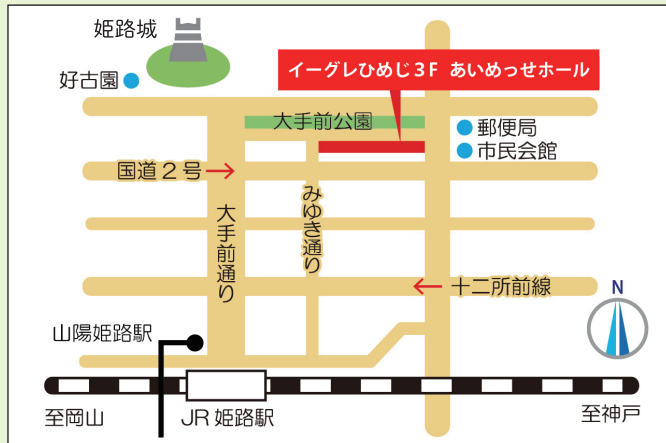 姫路城
好古園
イーグレひめじ3F あいめっせホール
大手前公園
郵便局
市民会館
国道2号
みゆき通り
大手前通り
十二所前線
N
山陽姫路駅
至岡山
JR姫路駅
至神戸